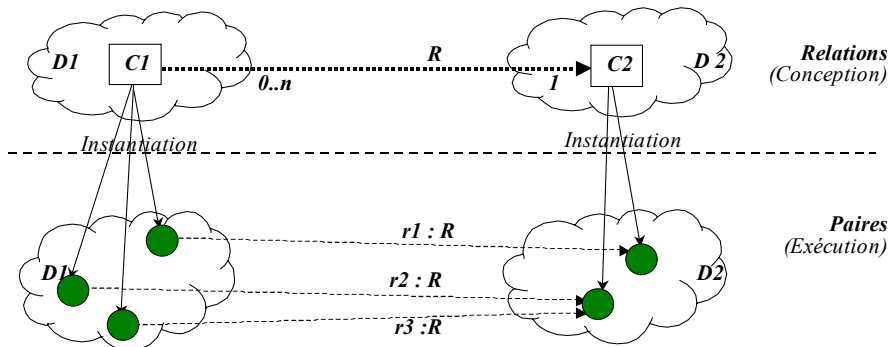 D1
C1
R
0..n
1
C2
D 2
Relations
(Conception)
Instantiation
Instantiation
D1
r1 : R
r2 : R
r3 :R
D2
Paires
(Exécution)